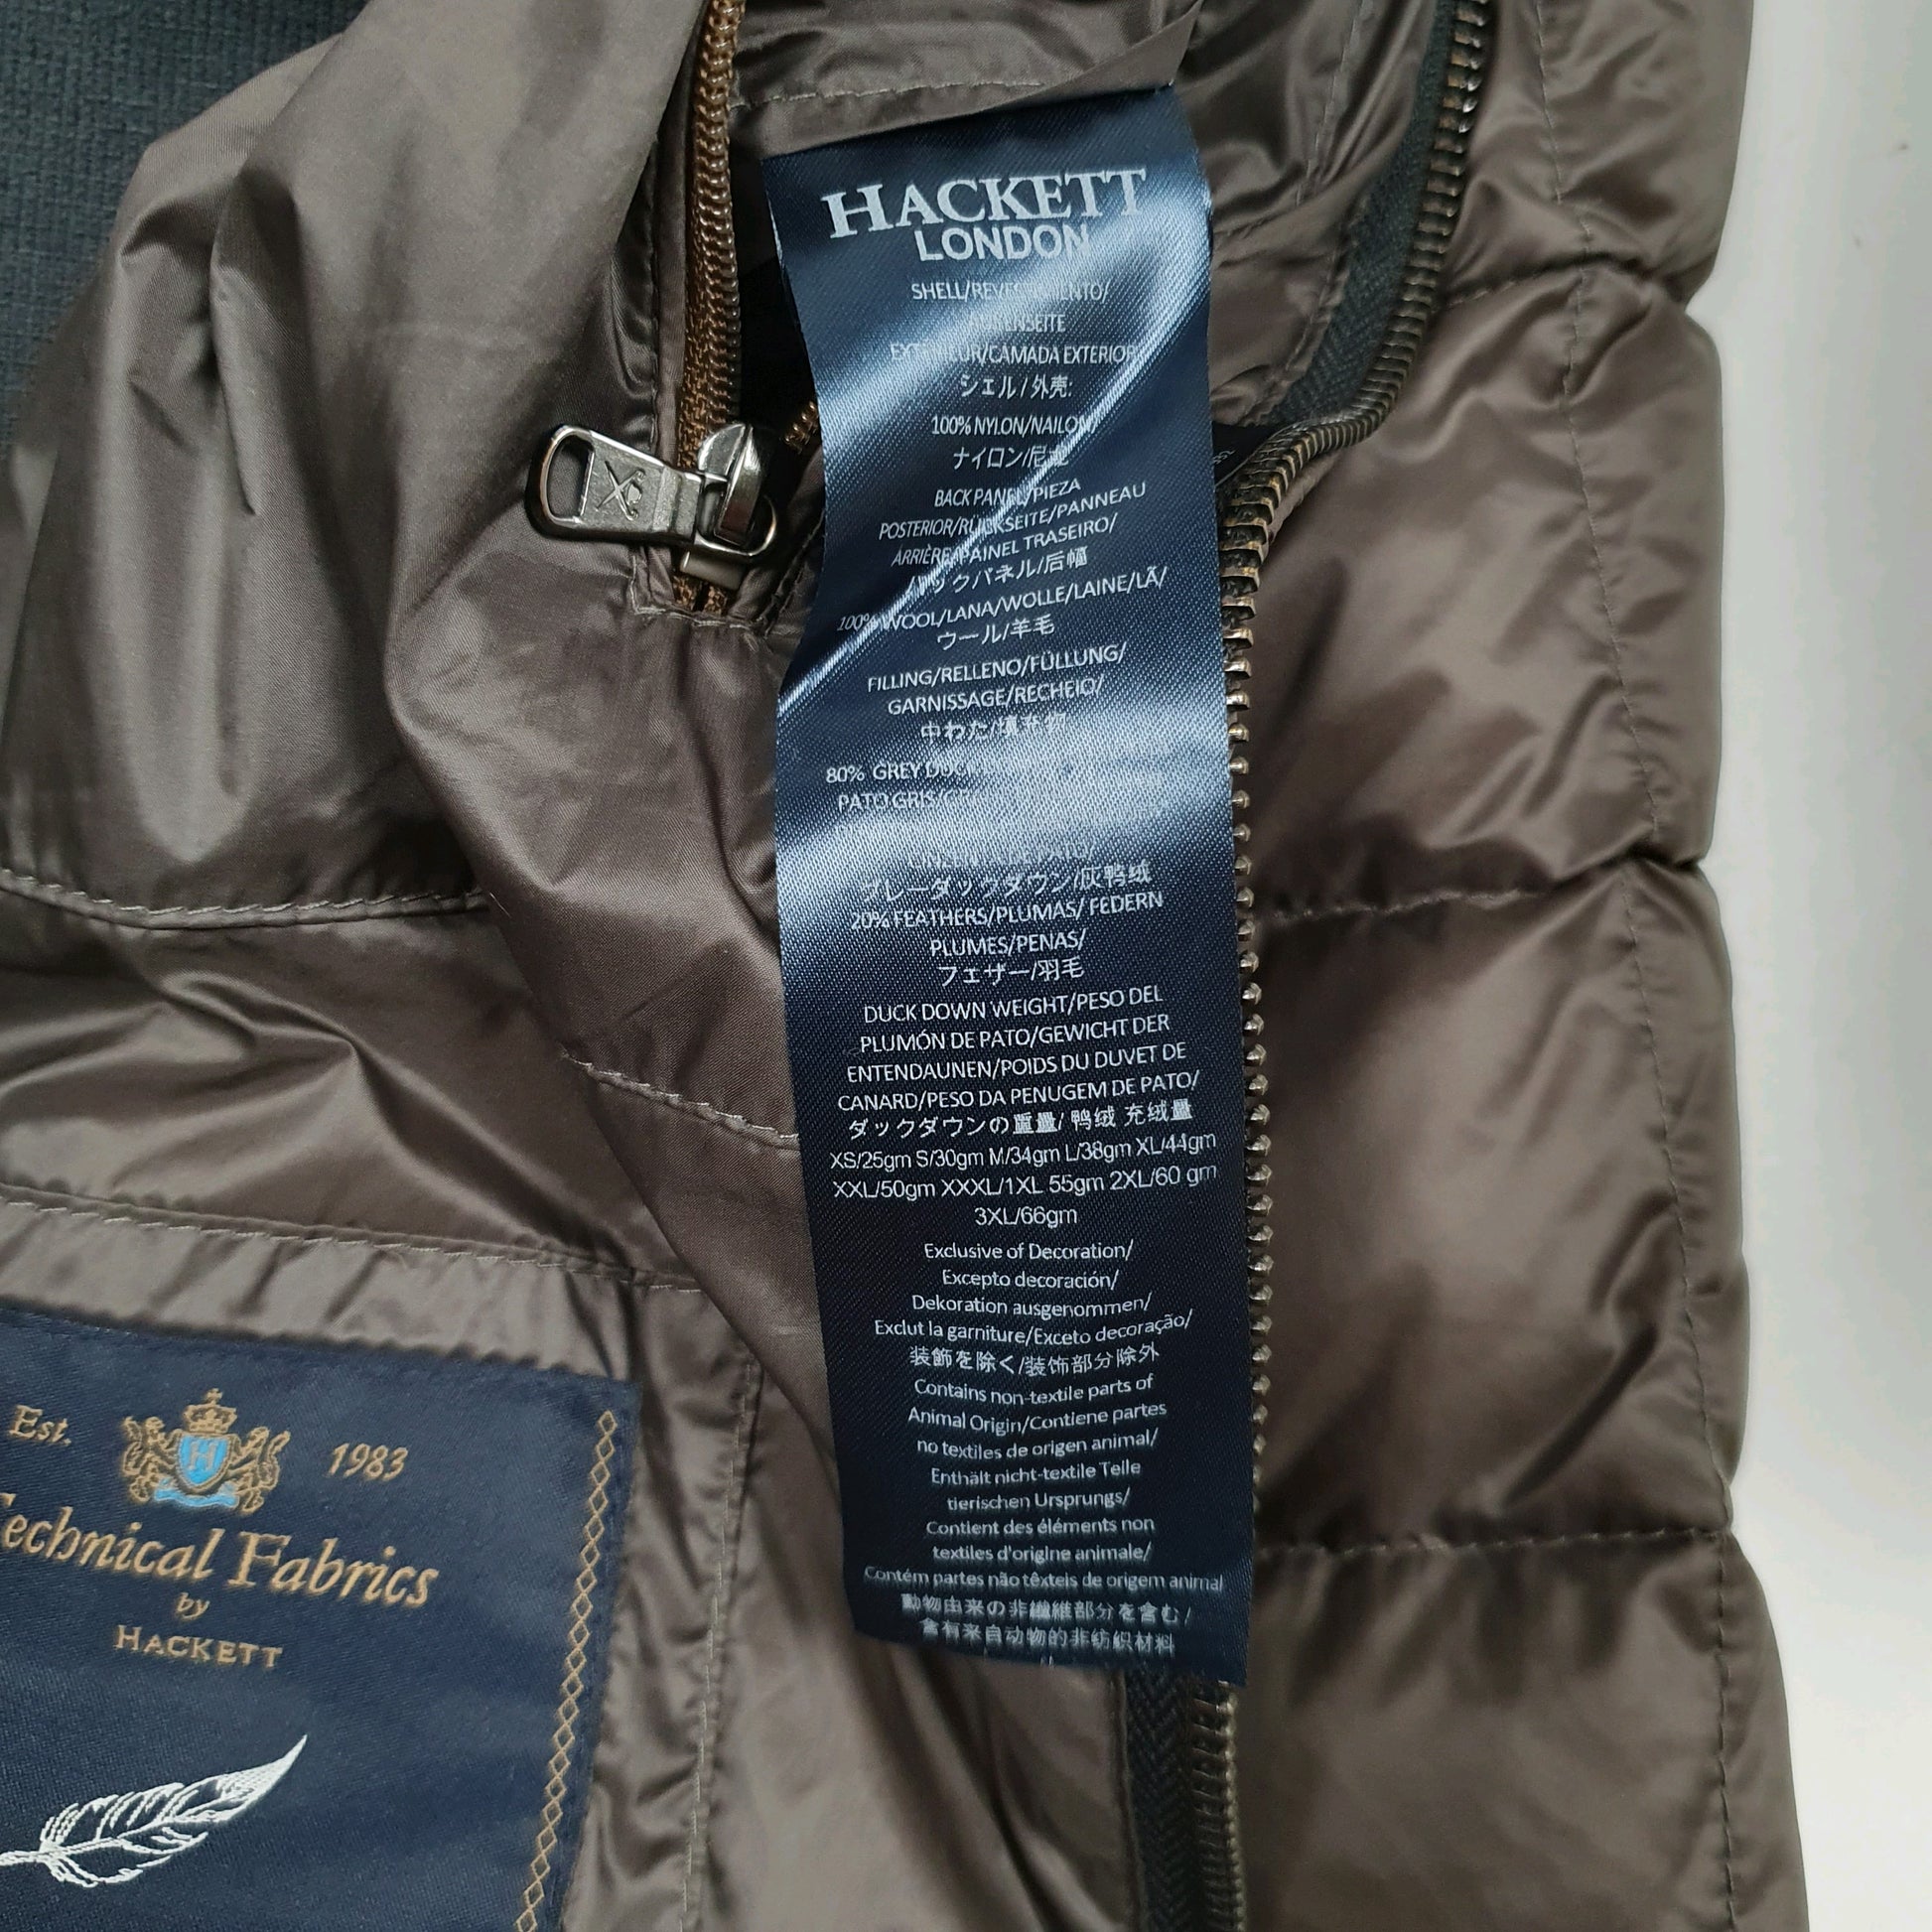 HACKETT
LONDON
SHELL/
EXTERIOR
シェル/外壳:
100% NYLON/NAILON
ナイロン/尼
BACK PANEL/PIEZA
POSTERIOR/RÜCKSEITE/PANNEAU
ARRIÈRE/PAINEL TRASEIRO/
バックパネル/后幅
100% WOOL/LANA/WOLLE/LAINE/LÃ/
ウール/羊毛
FILLING/RELLENO/FÜLLUNG/
GARNISSAGE/RECHEIO/
中わた/填充物
80% GREY
PATO GRIS/
グレーダックダウン/灰鸭绒
20% FEATHERS/PLUMAS/ FEDERN
PLUMES/PENAS/
フェザー/羽毛
DUCK DOWN WEIGHT/PESO DEL
PLUMÓN DE PATO/GEWICHT DER
ENTENDAUNEN/POIDS DU DUVET DE
CANARD/PESO DA PENUGEM DE PATO/
ダックダウンの重量/ 鸭绒 充绒量
XS/25gm S/30gm M/34gm L/38gm XL/44gm
XXL/50gm XXXL/1XL 55gm 2XL/60 gm
3XL/66gm
Exclusive of Decoration/
Excepto decoración/
Dekoration ausgenommen/
Exclut la garniture/Exceto decoração/
装飾を除く/装饰部分除外
Contains non-textile parts of
Animal Origin/Contiene partes
no textiles de origen animal/
Enthält nicht-textile Teile
tierischen Ursprungs/
Contient des éléments non
textiles d'origine animale/
Contém partes não têxteis de origem animal
動物由来の非繊維部分を含む/
含有来自动物的非纺织材料
Est. 1983
H
Technical Fabrics
by
HACKETT